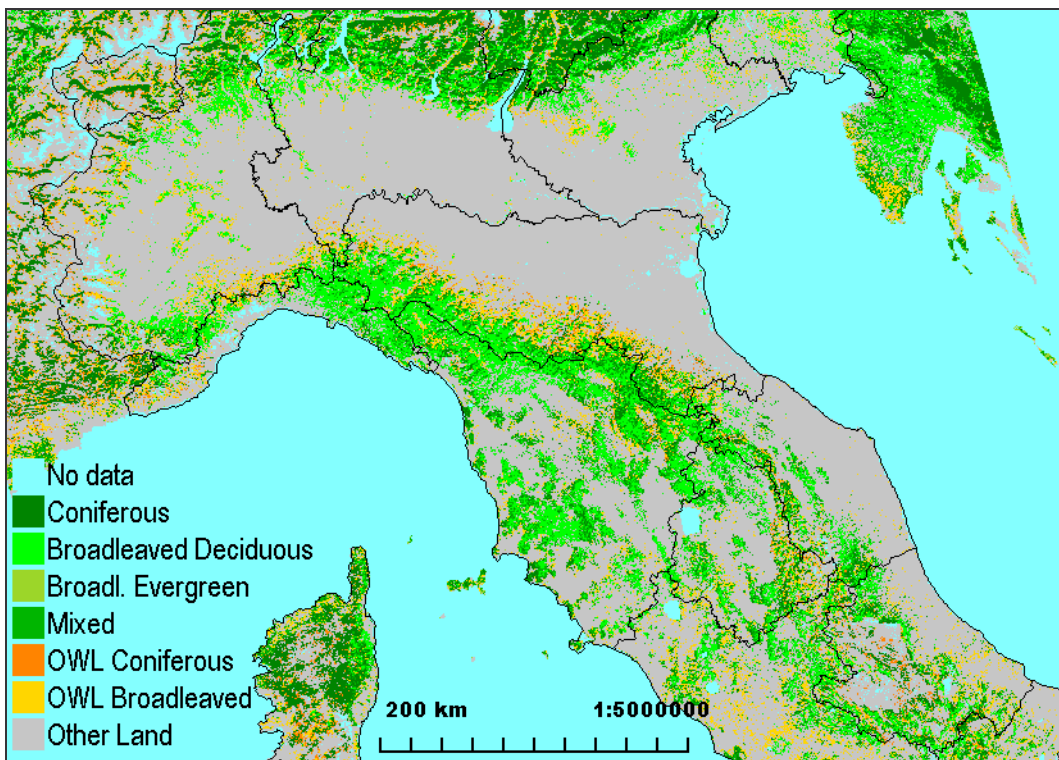 No data
Coniferous
Broadleaved Deciduous
Broadl. Evergreen
Mixed
OWL Coniferous
OWL Broadleaved
Other Land
200 km 1:5000000